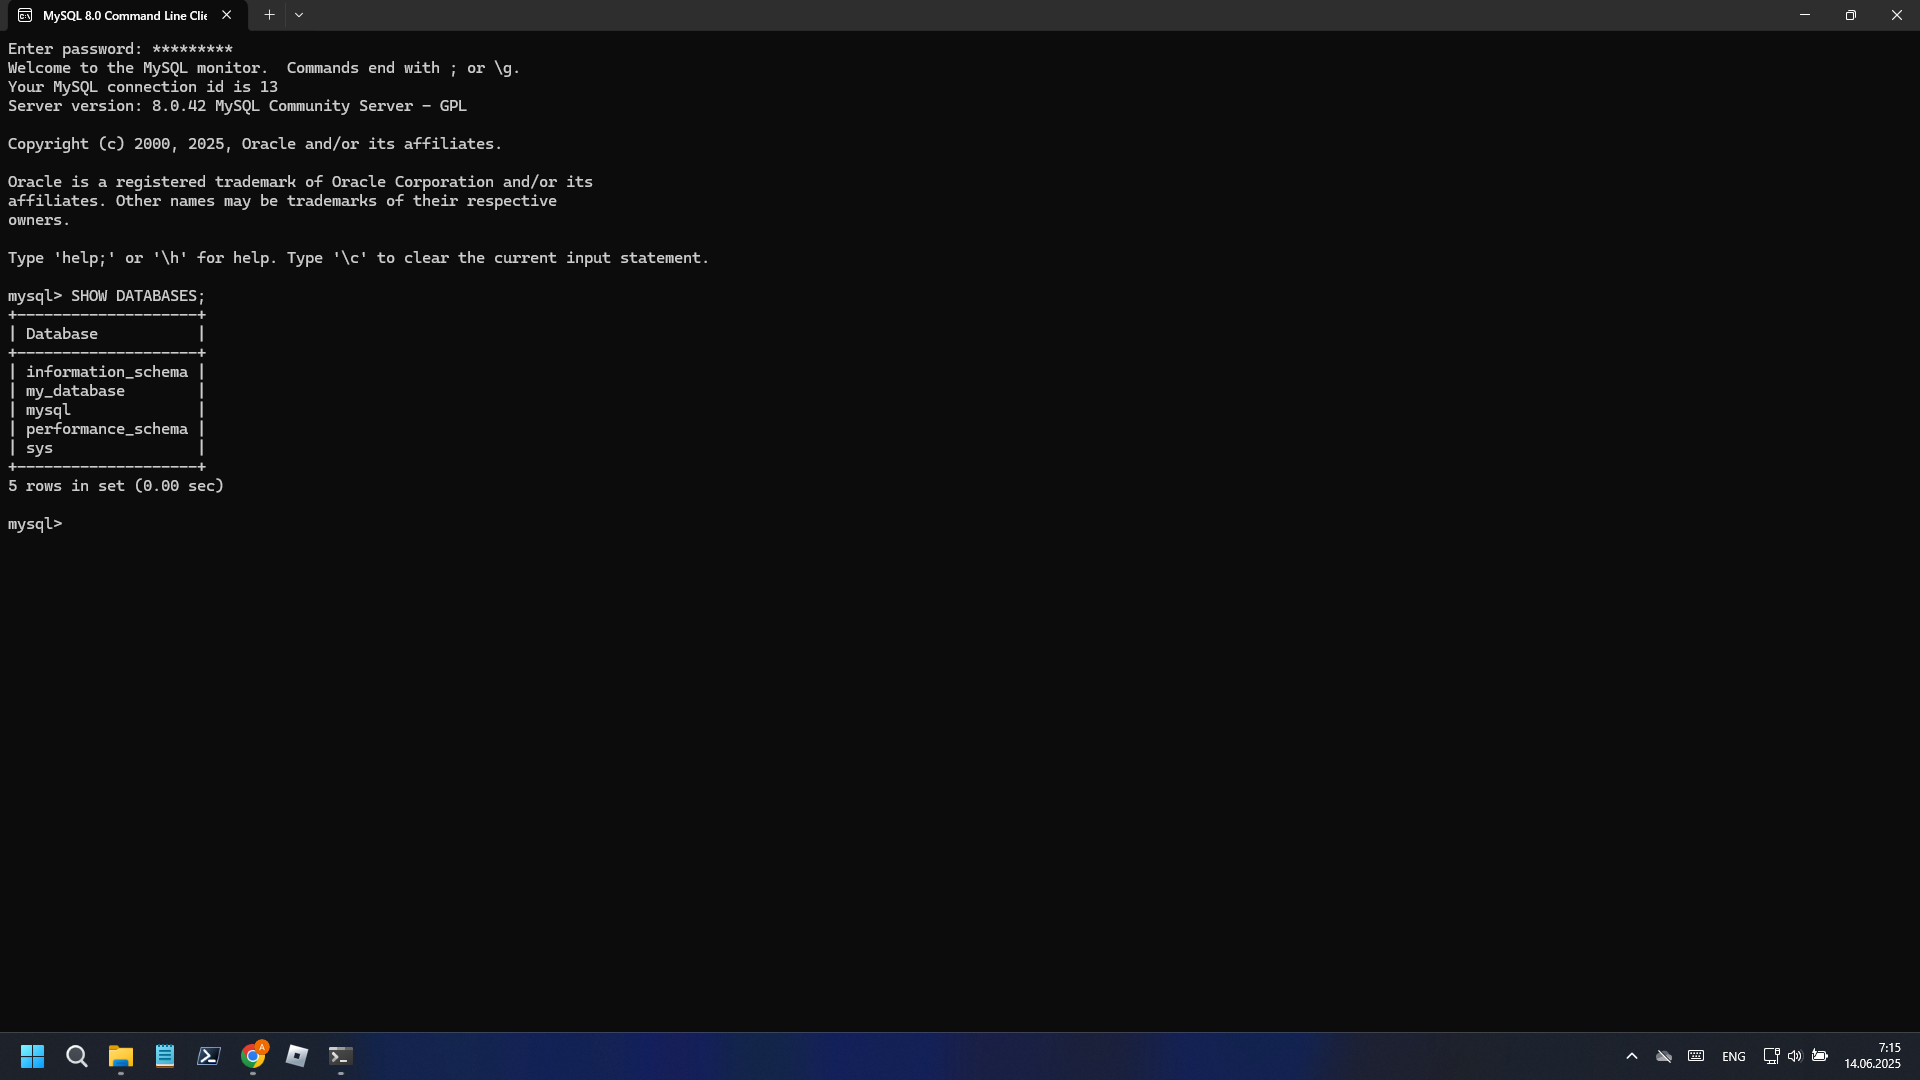 MySQL 8.0 Command Line Clie
Enter password: *********
Welcome to the MySQL monitor.  Commands end with ; or \g.
Your MySQL connection id is 13
Server version: 8.0.42 MySQL Community Server - GPL
Copyright (c) 2000, 2025, Oracle and/or its affiliates.
Oracle is a registered trademark of Oracle Corporation and/or its
affiliates. Other names may be trademarks of their respective
owners.
Type 'help;' or '\h' for help. Type '\c' to clear the current input statement.
mysql> SHOW DATABASES;
+--------------------+
| Database           |
+--------------------+
| information_schema |
| my_database        |
| mysql              |
| performance_schema |
| sys                |
+--------------------+
5 rows in set (0.00 sec)
mysql>
A
ENG
7:15
14.06.2025